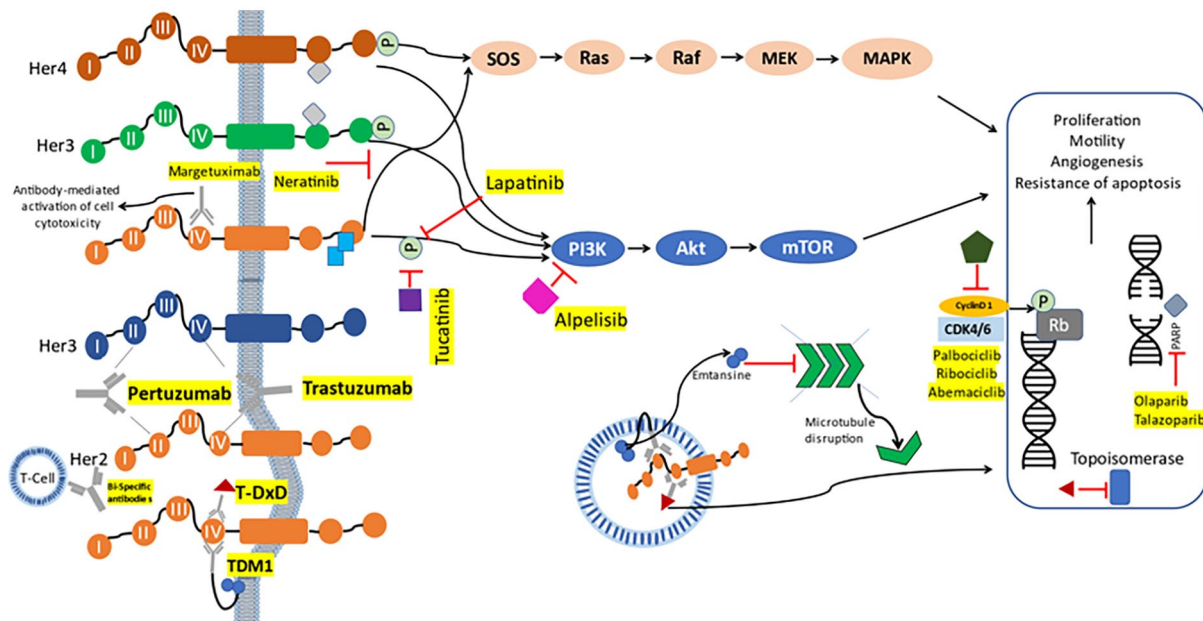 Her4
I
II
III
IV
P
SOS
Ras
Raf
MEK
MAPK
Her3
I
II
III
IV
P
Margetuximab
Neratinib
Lapatinib
Antibody-mediated
activation of cell
cytotoxicity
I
II
III
IV
P
Tucatinib
PI3K
Akt
mTOR
Alpelisib
Proliferation
Motility
Angiogenesis
Resistance of apoptosis
CyclinD 1
CDK4/6
Palbociclib
Ribociclib
Abemaciclib
P
Rb
PARP
Olaparib
Talazoparib
Topoisomerase
Her3
I
II
III
IV
Pertuzumab
Trastuzumab
Her2
I
II
III
IV
T-Cell
Bi-Specific
antibodies
T-DxD
I
II
III
IV
TDM1
Emtansine
Microtubule
disruption